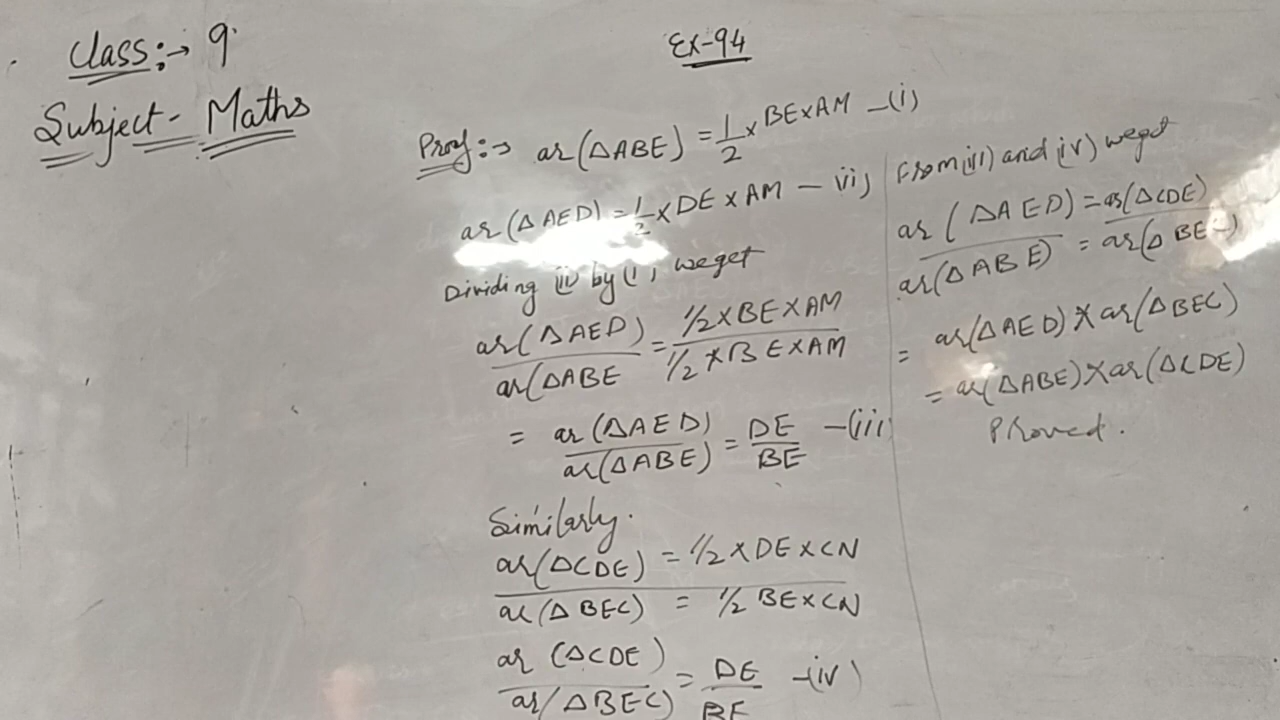 Class:→ 9
Subject- Maths
Ex-94
Proof:→ ar(∆ABE) = 1/2 × BE×AM -(i)
ar(∆AED) = 1/2 × DE × AM - (ii)
Dividing (ii) by (i) we get
ar(∆AED) / ar(∆ABE = 1/2×BE×AM / 1/2×BE×AM
= ar(∆AED) / ar(∆ABE) = DE / BE -(iii)
Similarly.
ar(∆CDE) = 1/2 × DE×CN
ar(∆BEC) = 1/2 BE×CN
ar (∆CDE) / ar(∆BEC) = DE / BE -(iv)
From (iii) and (iv) we get
ar(∆AED) = ar(∆CDE)
ar(∆ABE) = ar(∆BE
= ar(∆AED)×ar(∆BEC)
= ar(∆ABE)×ar(∆CDE)
Proved.